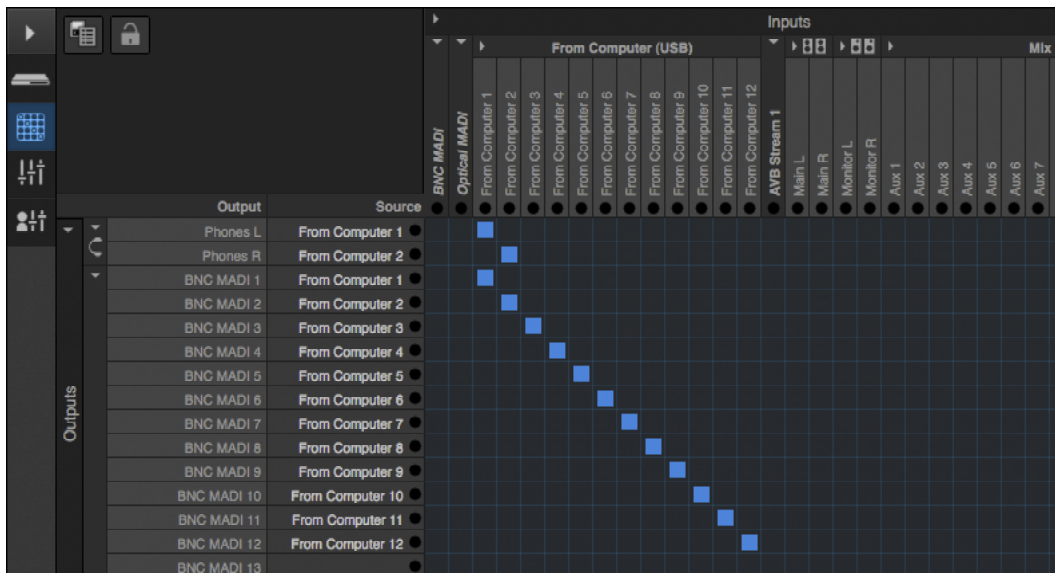 Inputs
From Computer (USB)
Mix
BNC MADI
Optical MADI
From Computer 1
From Computer 2
From Computer 3
From Computer 4
From Computer 5
From Computer 6
From Computer 7
From Computer 8
From Computer 9
From Computer 10
From Computer 11
From Computer 12
AVB Stream 1
Main L
Main R
Monitor L
Monitor R
Aux 1
Aux 2
Aux 3
Aux 4
Aux 5
Aux 6
Aux 7
Output Source
Outputs
Phones L From Computer 1
Phones R From Computer 2
BNC MADI 1 From Computer 1
BNC MADI 2 From Computer 2
BNC MADI 3 From Computer 3
BNC MADI 4 From Computer 4
BNC MADI 5 From Computer 5
BNC MADI 6 From Computer 6
BNC MADI 7 From Computer 7
BNC MADI 8 From Computer 8
BNC MADI 9 From Computer 9
BNC MADI 10 From Computer 10
BNC MADI 11 From Computer 11
BNC MADI 12 From Computer 12
BNC MADI 13